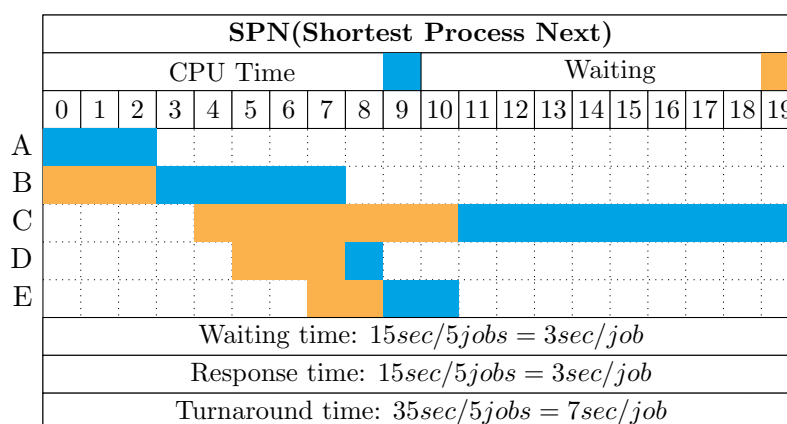 SPN(Shortest Process Next)
CPU Time Waiting
0 1 2 3 4 5 6 7 8 9 10 11 12 13 14 15 16 17 18 19
A
B
C
D
E
Waiting time: 15sec/5jobs = 3sec/job
Response time: 15sec/5jobs = 3sec/job
Turnaround time: 35sec/5jobs = 7sec/job